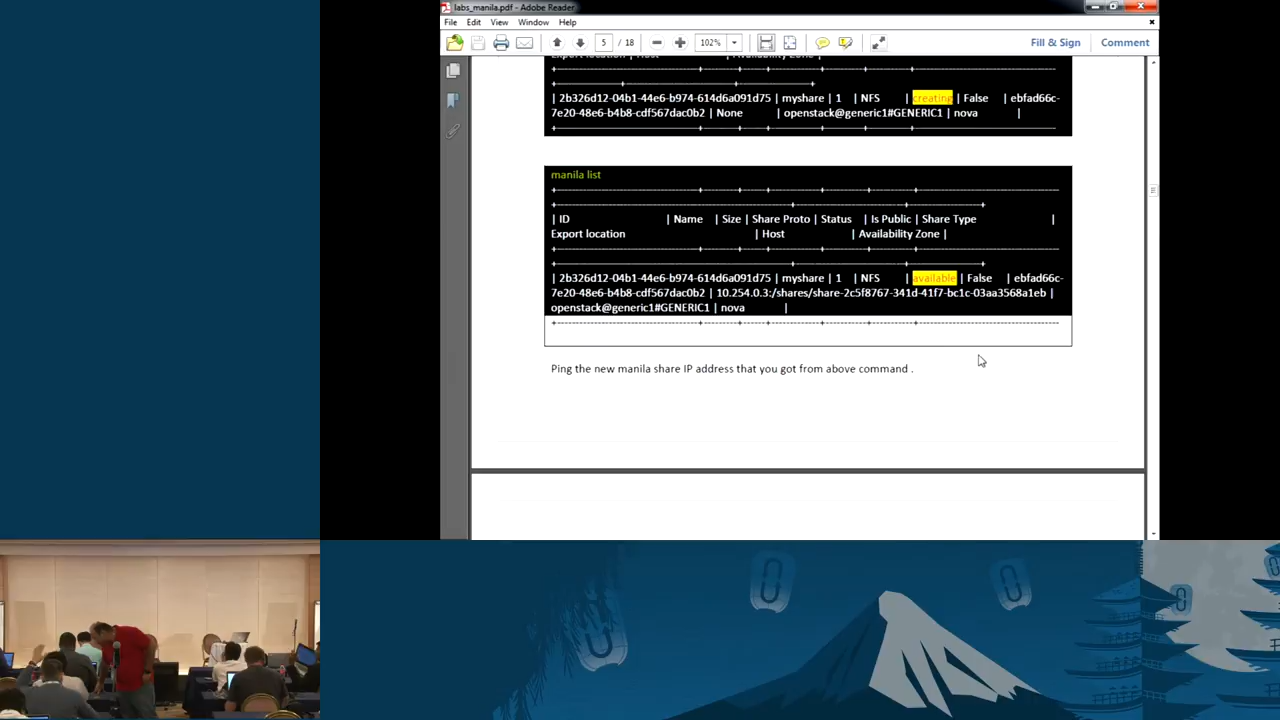 labs_manila.pdf - Adobe Reader
File Edit View Window Help
5 / 18 102% Fill & Sign Comment
Export location | Host | Availability Zone |
| 2b326d12-04b1-44e6-b974-614d6a091d75 | myshare | 1 | NFS | creating | False | ebfad66c-
7e20-48e6-b4b8-cdf567dac0b2 | None | openstack@generic1#GENERIC1 | nova |
manila list
| ID | Name | Size | Share Proto | Status | Is Public | Share Type |
Export location | Host | Availability Zone |
| 2b326d12-04b1-44e6-b974-614d6a091d75 | myshare | 1 | NFS | available | False | ebfad66c-
7e20-48e6-b4b8-cdf567dac0b2 | 10.254.0.3:/shares/share-2c5f8767-341d-41f7-bc1c-03aa3568a1eb |
openstack@generic1#GENERIC1 | nova |
Ping the new manila share IP address that you got from above command .